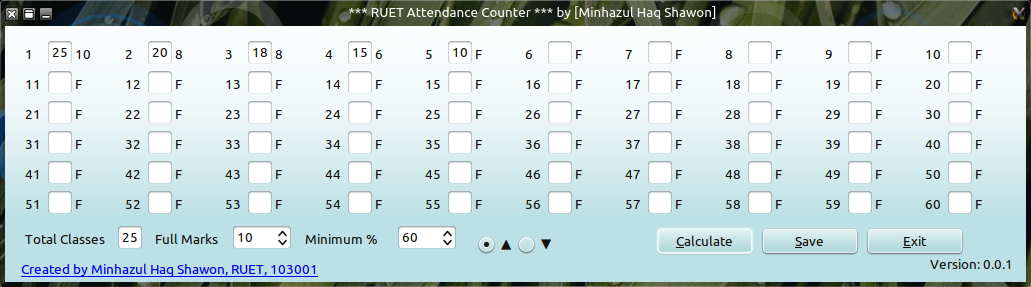 *** RUET Attendance Counter *** by [Minhazul Haq Shawon]
1 25 10 2 20 8 3 18 8 4 15 6 5 10 F 6 F 7 F 8 F 9 F 10 F
11 F 12 F 13 F 14 F 15 F 16 F 17 F 18 F 19 F 20 F
21 F 22 F 23 F 24 F 25 F 26 F 27 F 28 F 29 F 30 F
31 F 32 F 33 F 34 F 35 F 36 F 37 F 38 F 39 F 40 F
41 F 42 F 43 F 44 F 45 F 46 F 47 F 48 F 49 F 50 F
51 F 52 F 53 F 54 F 55 F 56 F 57 F 58 F 59 F 60 F
Total Classes 25 Full Marks 10 Minimum % 60 ▲ ▼ Calculate Save Exit
Created by Minhazul Haq Shawon, RUET, 103001 Version: 0.0.1